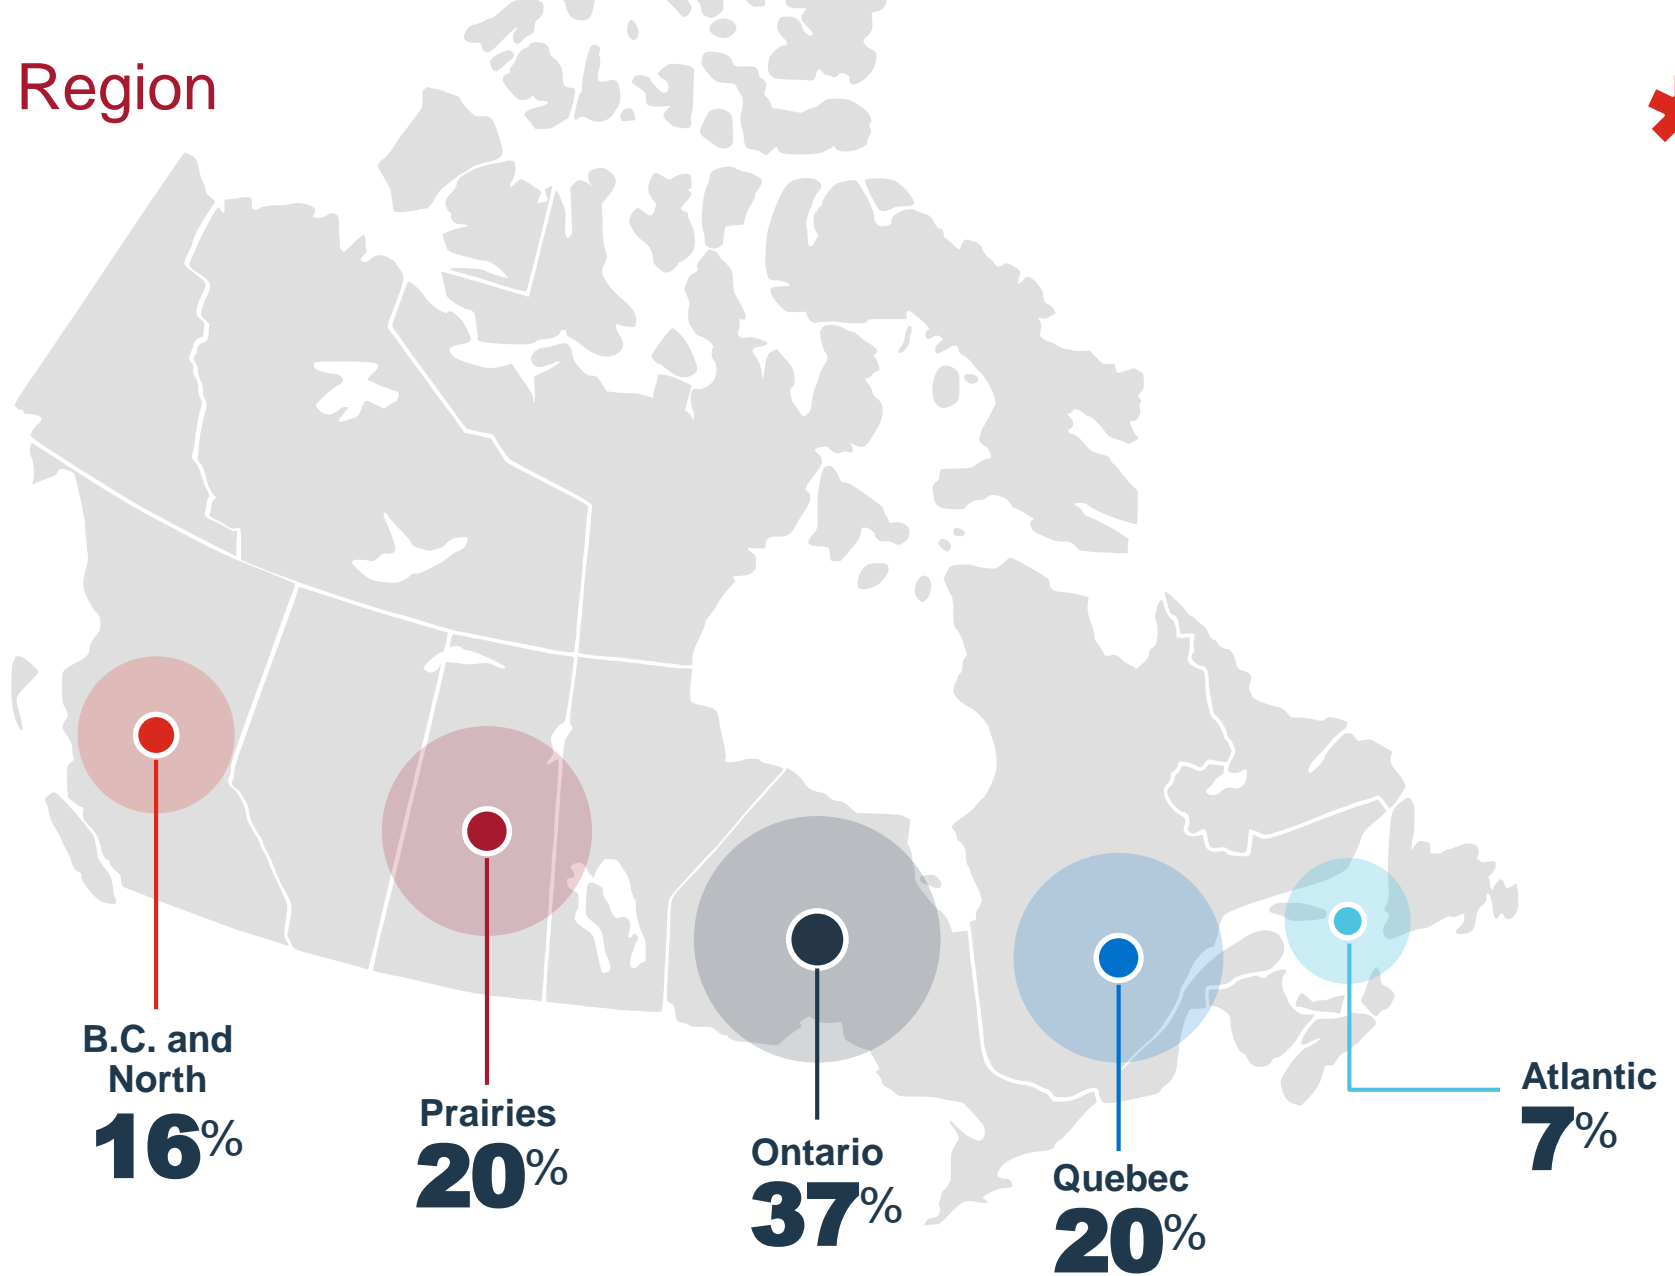 Region
B.C. and
North
16%
Prairies
20%
Ontario
37%
Quebec
20%
Atlantic
7%